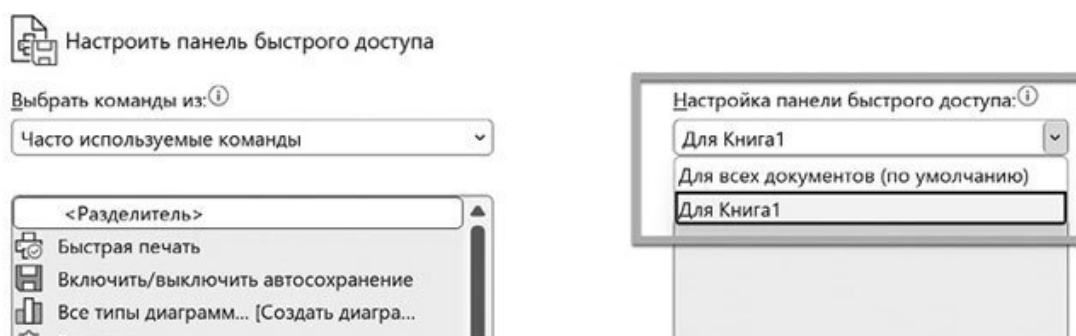 Настроить панель быстрого доступа
Выбрать команды из:
Часто используемые команды
<Разделитель>
Быстрая печать
Включить/выключить автосохранение
Все типы диаграмм... [Создать диагра...
Настройка панели быстрого доступа:
Для Книга1
Для всех документов (по умолчанию)
Для Книга1